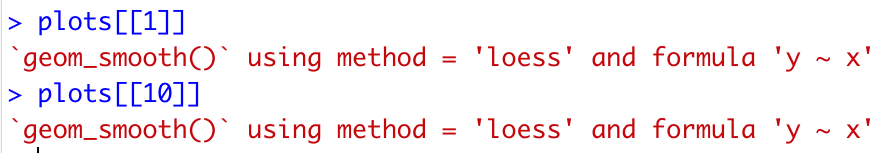 > plots[[1]]
`geom_smooth()` using method = 'loess' and formula 'y ~ x'
> plots[[10]]
`geom_smooth()` using method = 'loess' and formula 'y ~ x'